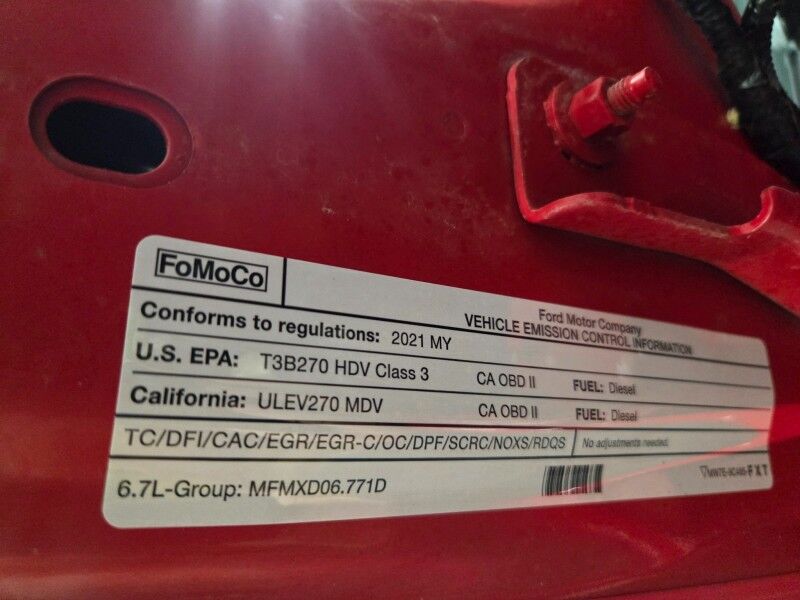 FoMoCo
Ford Motor Company
VEHICLE EMISSION CONTROL INFORMATION
Conforms to regulations: 2021 MY
U.S. EPA: T3B270 HDV Class 3 CA OBD II FUEL: Diesel
California: ULEV270 MDV CA OBD II FUEL: Diesel
TC/DFI/CAC/EGR/EGR-C/OC/DPF/SCRC/NOXS/RDQS No adjustments needed.
6.7L-Group: MFMXD06.771D FXT